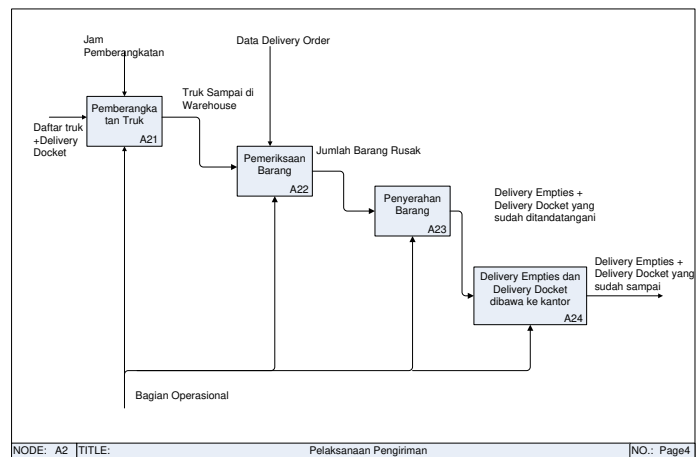 Jam
Pemberangkatan
Data Delivery Order
Truk Sampai di
Warehouse
Pemberangka
tan Truk
A21
Daftar truk
+Delivery
Docket
Jumlah Barang Rusak
Pemeriksaan
Barang
A22
Penyerahan
Barang
A23
Delivery Empties +
Delivery Docket yang
sudah ditandatangani
Delivery Empties dan
Delivery Docket
dibawa ke kantor
A24
Delivery Empties +
Delivery Docket yang
sudah sampai
Bagian Operasional
NODE: A2 TITLE: Pelaksanaan Pengiriman NO.: Page4